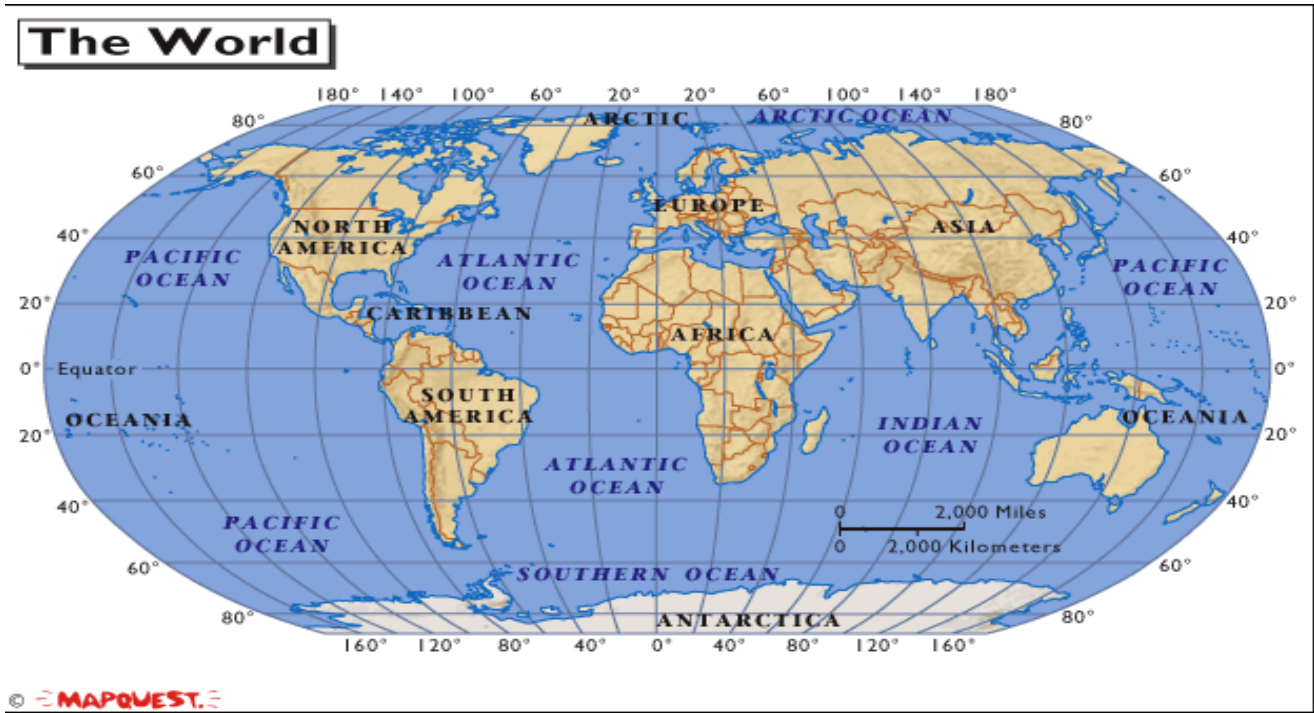 The World
180° 140° 100° 60° 20° 20° 60° 100° 140° 180°
ARCTIC
ARCTIC OCEAN
80° 80°
60° 60°
EUROPE
NORTH
AMERICA
ASIA
40° 40°
PACIFIC
OCEAN
ATLANTIC
OCEAN
PACIFIC
OCEAN
20° 20°
CARIBBEAN
AFRICA
0° Equator 0°
SOUTH
AMERICA
OCEANIA
OCEANIA
INDIAN
OCEAN
20° 20°
ATLANTIC
OCEAN
40° 40°
0 2,000 Miles
0 2,000 Kilometers
PACIFIC
OCEAN
60° 60°
SOUTHERN OCEAN
80° 80°
ANTARCTICA
160° 120° 80° 40° 0° 40° 80° 120° 160°
© MAPQUEST.